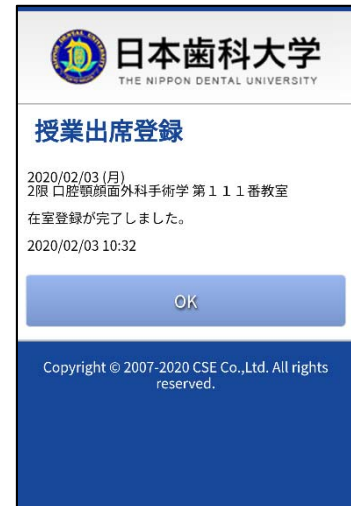 日本歯科大学
THE NIPPON DENTAL UNIVERSITY
授業出席登録
2020/02/03 (月)
2限 口腔顎顔面外科手術学 第１１１番教室
在室登録が完了しました。
2020/02/03 10:32
OK
Copyright © 2007-2020 CSE Co.,Ltd. All rights
reserved.